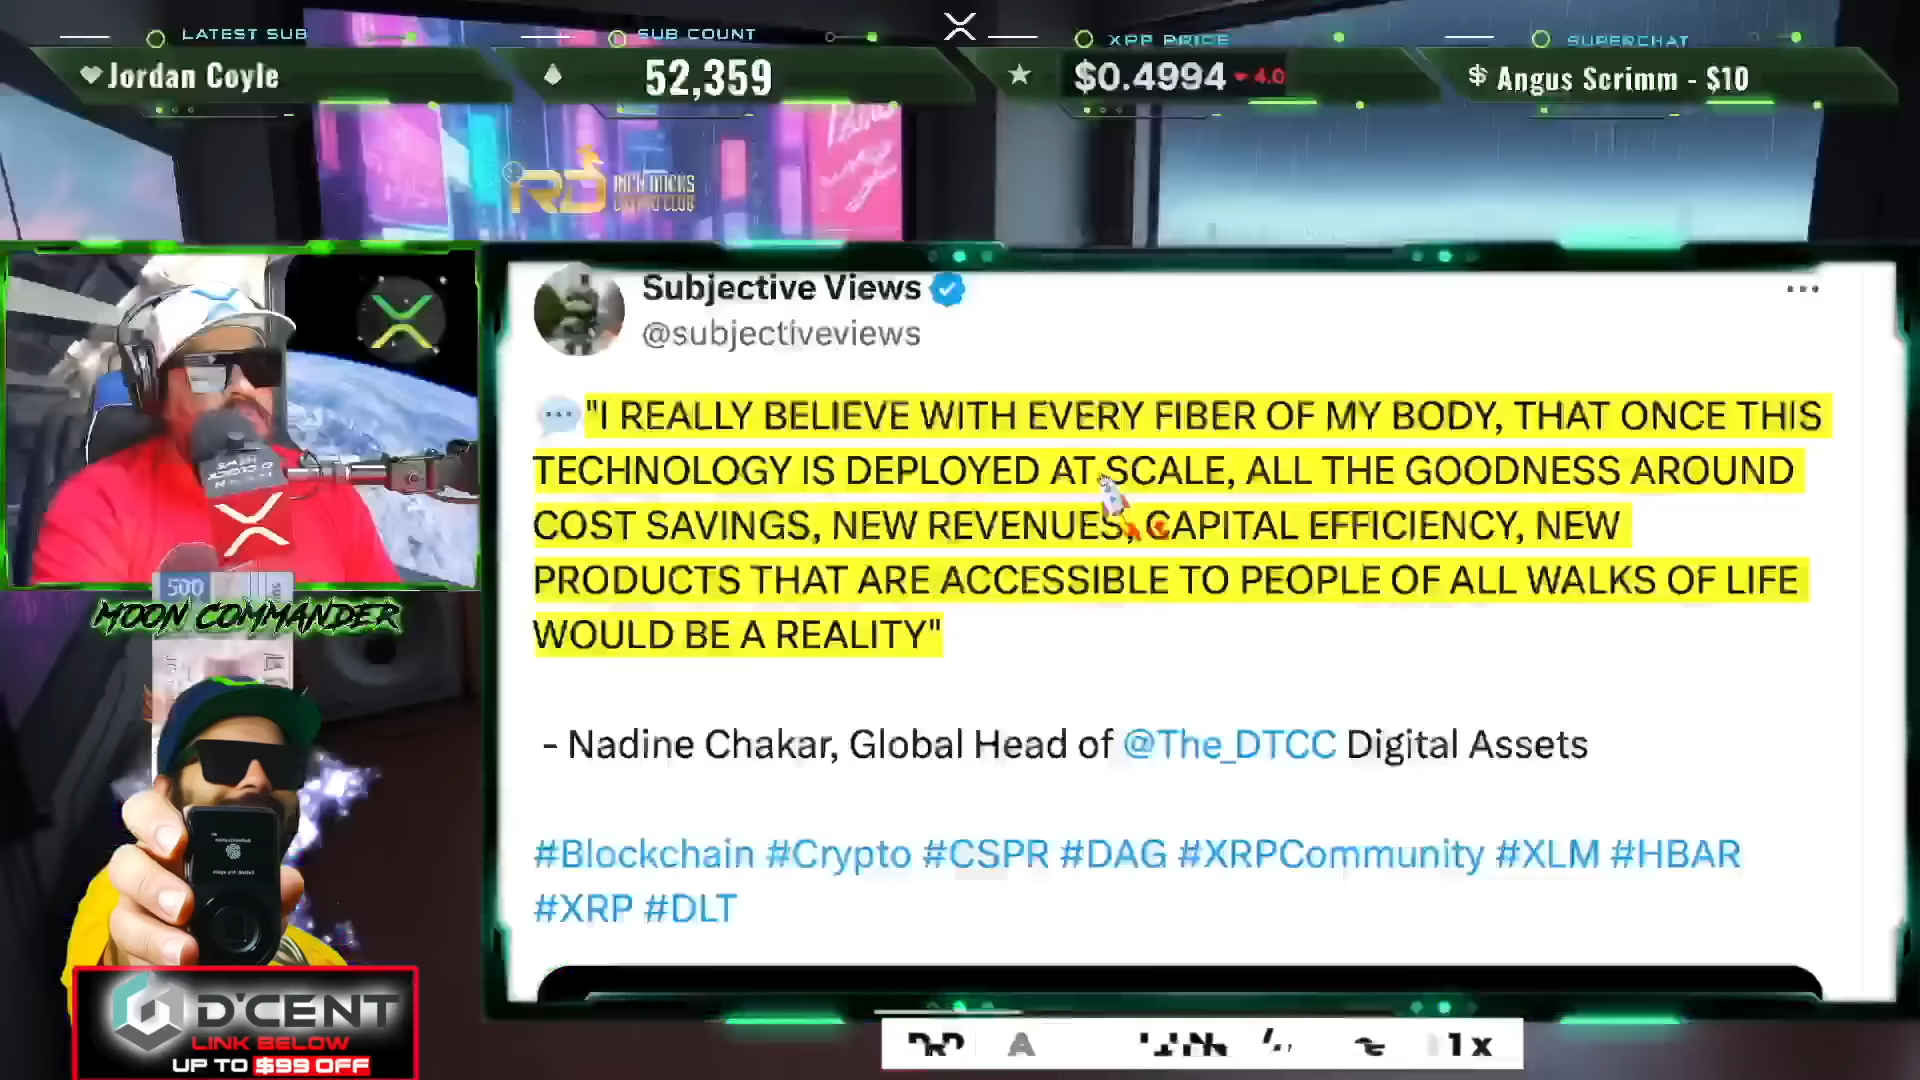 LATEST SUB
Jordan Coyle
SUB COUNT
52,359
XPP PRICE
$0.4994 4.0
SUPERCHAT
$ Angus Scrimm - $10
RD
Subjective Views
@subjectiveviews
"I REALLY BELIEVE WITH EVERY FIBER OF MY BODY, THAT ONCE THIS
TECHNOLOGY IS DEPLOYED AT SCALE, ALL THE GOODNESS AROUND
COST SAVINGS, NEW REVENUES, CAPITAL EFFICIENCY, NEW
PRODUCTS THAT ARE ACCESSIBLE TO PEOPLE OF ALL WALKS OF LIFE
WOULD BE A REALITY"
- Nadine Chakar, Global Head of @The_DTCC Digital Assets
#Blockchain #Crypto #CSPR #DAG #XRPCommunity #XLM #HBAR
#XRP #DLT
500
MOON COMMANDER
D'CENT
LINK BELOW
UP TO $99 OFF
A
1x